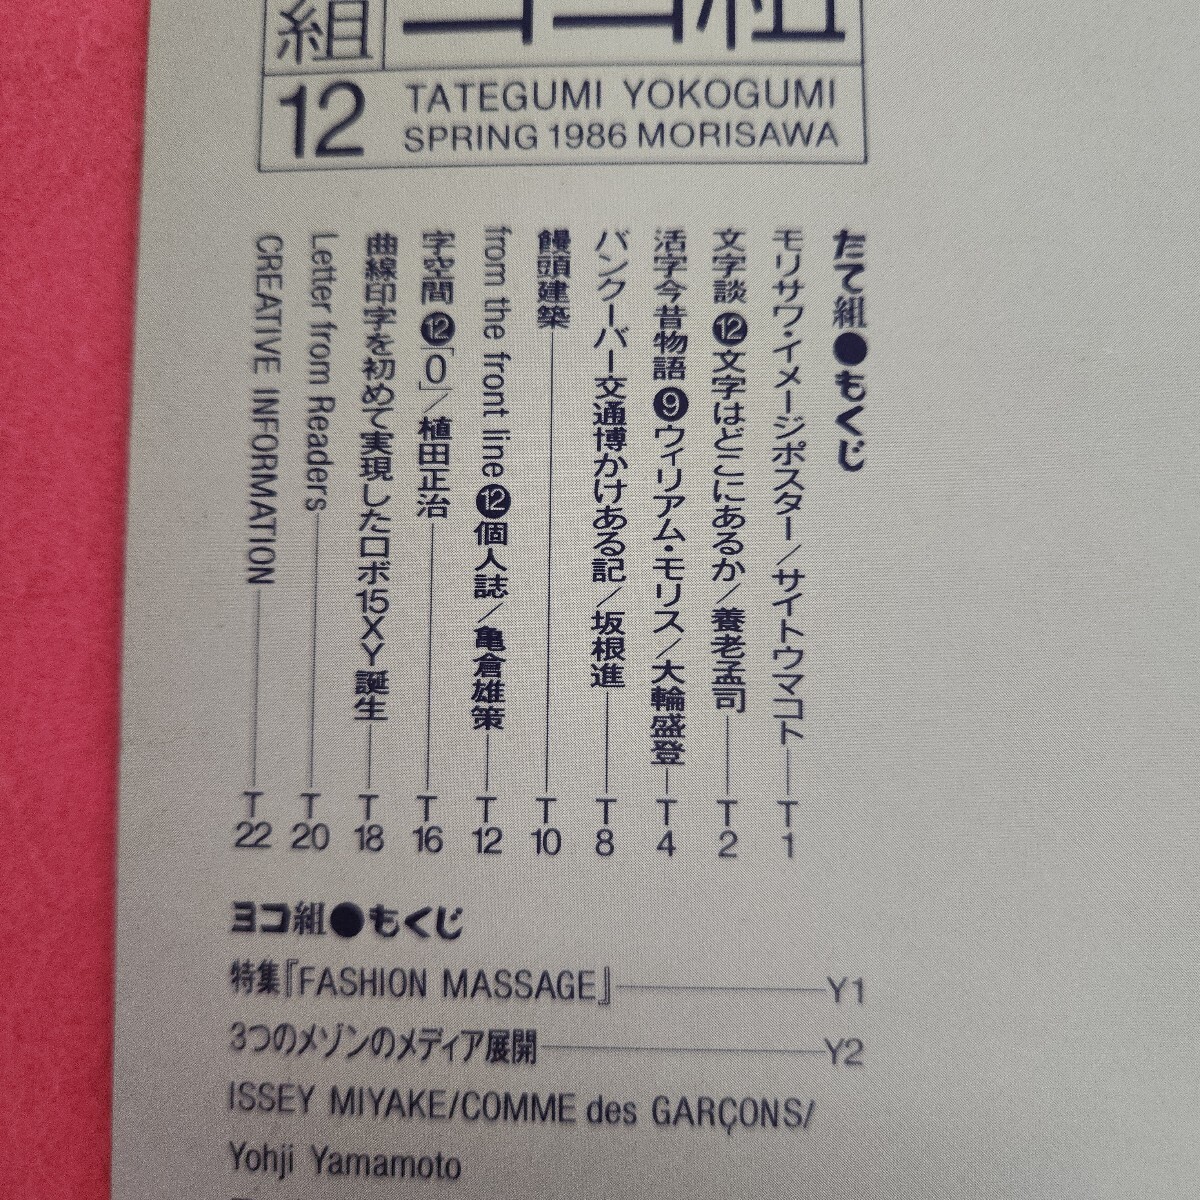 組
ヨコ組
12
TATEGUMI YOKOGUMI
SPRING 1986 MORISAWA
たて組●もくじ
モリサワ・イメージポスター/サイトウマコト T1
文字談⓬文字はどこにあるか/養老孟司 T2
活字今昔物語❾ウィリアム・モリス/大輪盛登 T4
バンクーバー交通博かけある記/坂根進 T8
饅頭建築 T10
from the front line⓬個人誌/亀倉雄策 T12
字空間⓬「0」/植田正治 T16
曲線印字を初めて実現したロボ15XY誕生 T18
Letter from Readers T20
CREATIVE INFORMATION T22
ヨコ組●もくじ
特集『FASHION MASSAGE』 Y1
3つのメゾンのメディア展開 Y2
ISSEY MIYAKE/COMME des GARÇONS/
Yohji Yamamoto